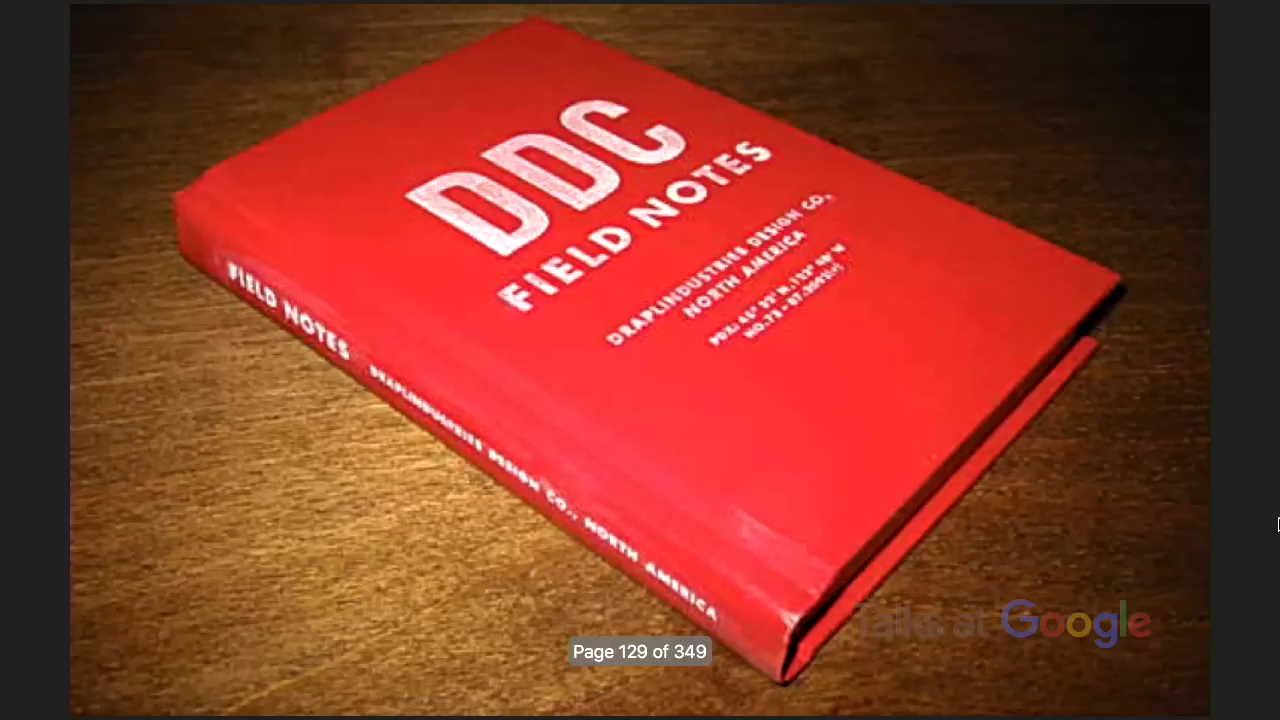 DDC
FIELD NOTES
DRAPLINDUSTRIES DESIGN CO.,
NORTH AMERICA
FIELD NOTES DRAPLINDUSTRIES DESIGN CO., NORTH AMERICA
Talks at Google
Page 129 of 349